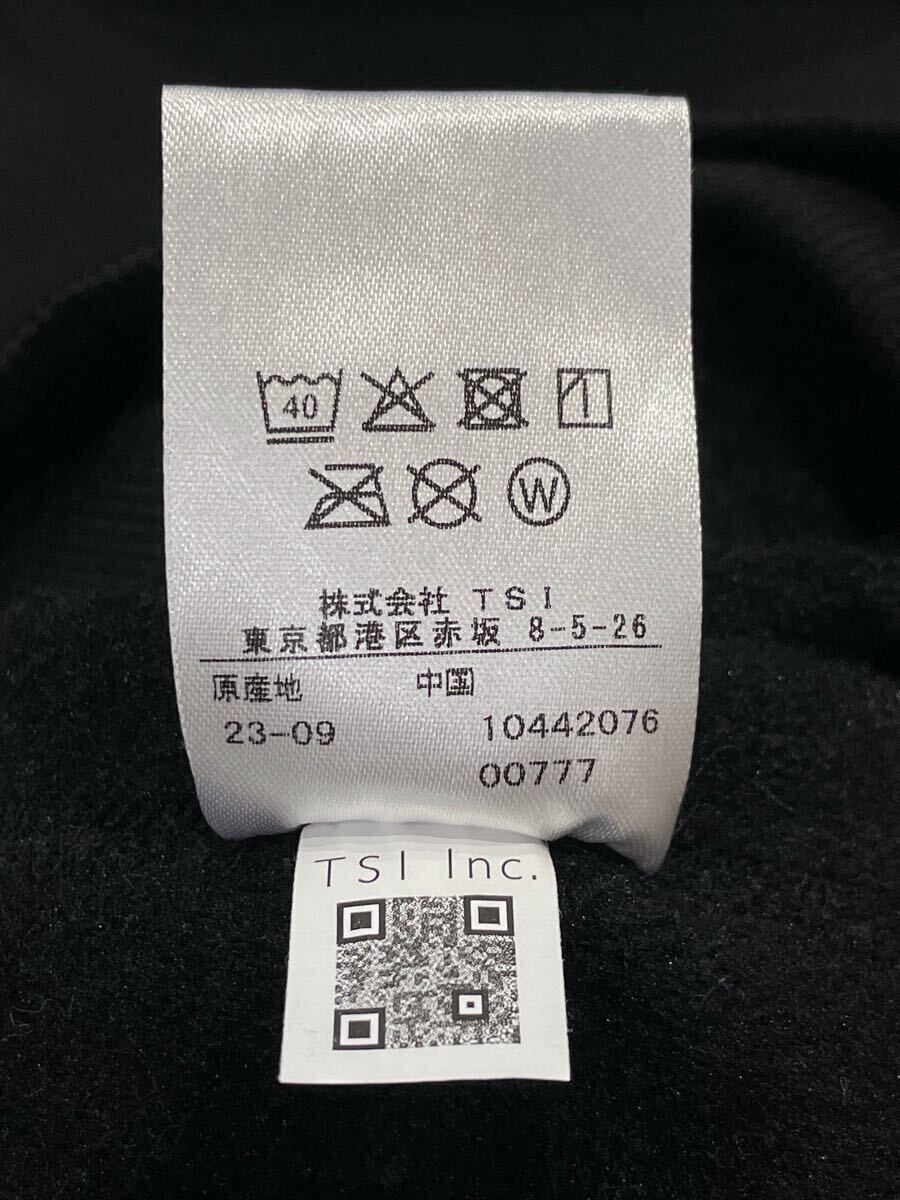 40
W
株式会社 TSI
東京都港区赤坂 8-5-26
原産地 中国
23-09 10442076
00777
TSI Inc.